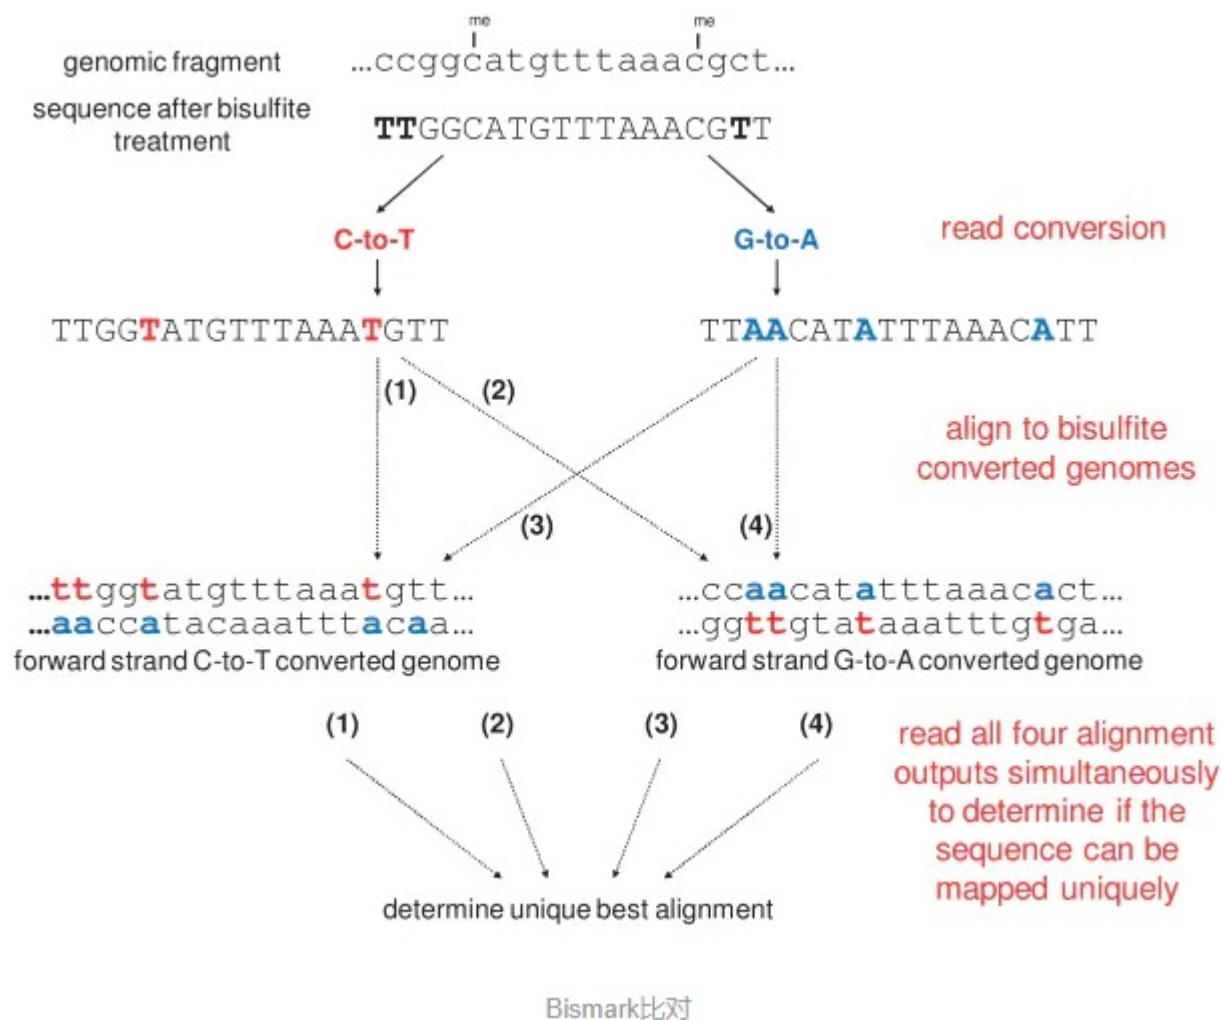 me me
genomic fragment ...ccggcatgtttaaacgct...
sequence after bisulfite
treatment
TTGGCATGTTTAAACGTT
C-to-T G-to-A
read conversion
TTGGTATGTTTAAATGTT TTAACATATTTAAACATT
(1) (2)
align to bisulfite
converted genomes
(3) (4)
...ttggtatgtttaaatgtt... ...ccaacatatttaaacact...
...aaccatacaaatttacaa... ...ggttgtataaatttgtga...
forward strand C-to-T converted genome forward strand G-to-A converted genome
(1) (2) (3) (4)
read all four alignment
outputs simultaneously
to determine if the
sequence can be
mapped uniquely
determine unique best alignment
Bismark比对